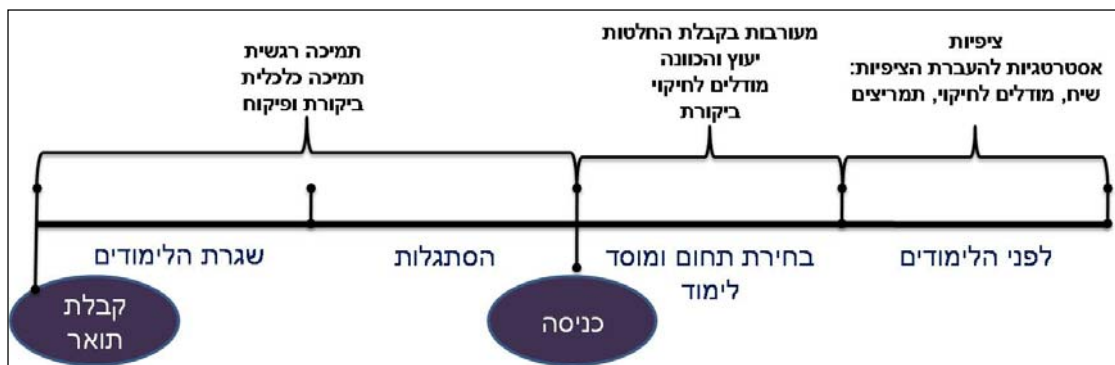 ציפיות
אסטרטגיות להעברת הציפיות:
שיח, מודלים לחיקוי, תמריצים
מעורבות בקבלת החלטות
יעוץ והכוונה
מודלים לחיקוי
ביקורת
תמיכה רגשית
תמיכה כלכלית
ביקורת ופיקוח
לפני הלימודים
בחירת תחום ומוסד
לימוד
הסתגלות
שגרת הלימודים
כניסה
קבלת
תואר